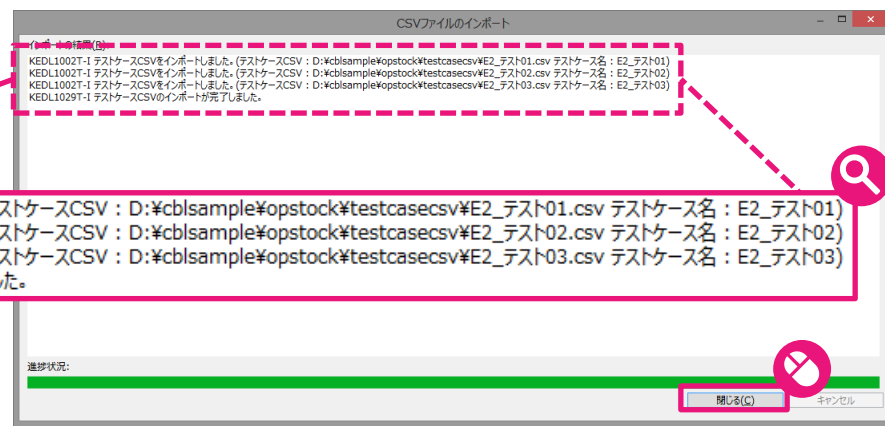 CSVファイルのインポート
インポートの結果(R):
KEDL1002T-I テストケースCSVをインポートしました。(テストケースCSV : D:¥cblsample¥opstock¥testcasecsv¥E2_テスト01.csv テストケース名 : E2_テスト01)
KEDL1002T-I テストケースCSVをインポートしました。(テストケースCSV : D:¥cblsample¥opstock¥testcasecsv¥E2_テスト02.csv テストケース名 : E2_テスト02)
KEDL1002T-I テストケースCSVをインポートしました。(テストケースCSV : D:¥cblsample¥opstock¥testcasecsv¥E2_テスト03.csv テストケース名 : E2_テスト03)
KEDL1029T-I テストケースCSVのインポートが完了しました。
ストケースCSV : D:¥cblsample¥opstock¥testcasecsv¥E2_テスト01.csv テストケース名 : E2_テスト01)
ストケースCSV : D:¥cblsample¥opstock¥testcasecsv¥E2_テスト02.csv テストケース名 : E2_テスト02)
ストケースCSV : D:¥cblsample¥opstock¥testcasecsv¥E2_テスト03.csv テストケース名 : E2_テスト03)
した。
進捗状況:
閉じる(C)
キャンセル